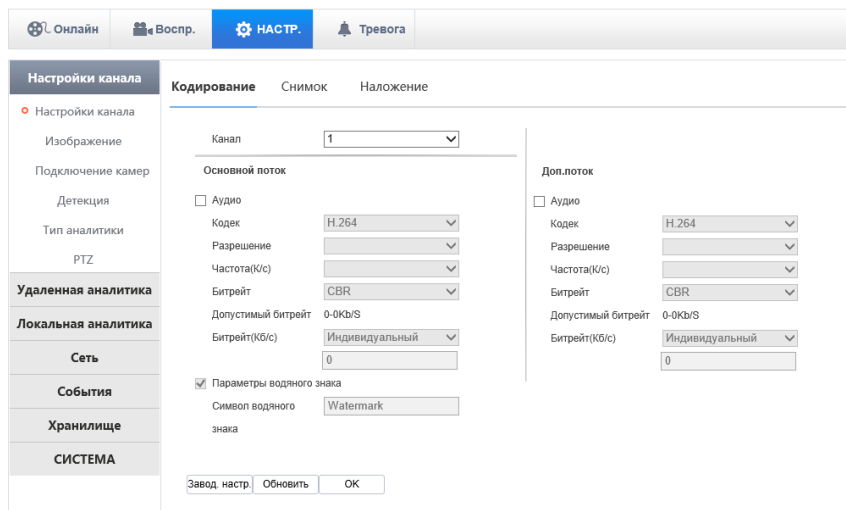 Онлайн Воспр. НАСТР. Тревога
Настройки канала
Кодирование Снимок Наложение
Настройки канала
Изображение
Подключение камер
Детекция
Тип аналитики
PTZ
Удаленная аналитика
Локальная аналитика
Сеть
События
Хранилище
СИСТЕМА
Канал 1
Основной поток
Аудио
Кодек H.264
Разрешение
Частота(К/с)
Битрейт CBR
Допустимый битрейт 0-0Kb/S
Битрейт(Кб/с) Индивидуальный
0
Параметры водяного знака
Символ водяного Watermark
знака
Доп.поток
Аудио
Кодек H.264
Разрешение
Частота(К/с)
Битрейт CBR
Допустимый битрейт 0-0Kb/S
Битрейт(Кб/с) Индивидуальный
0
Завод. настр. Обновить OK